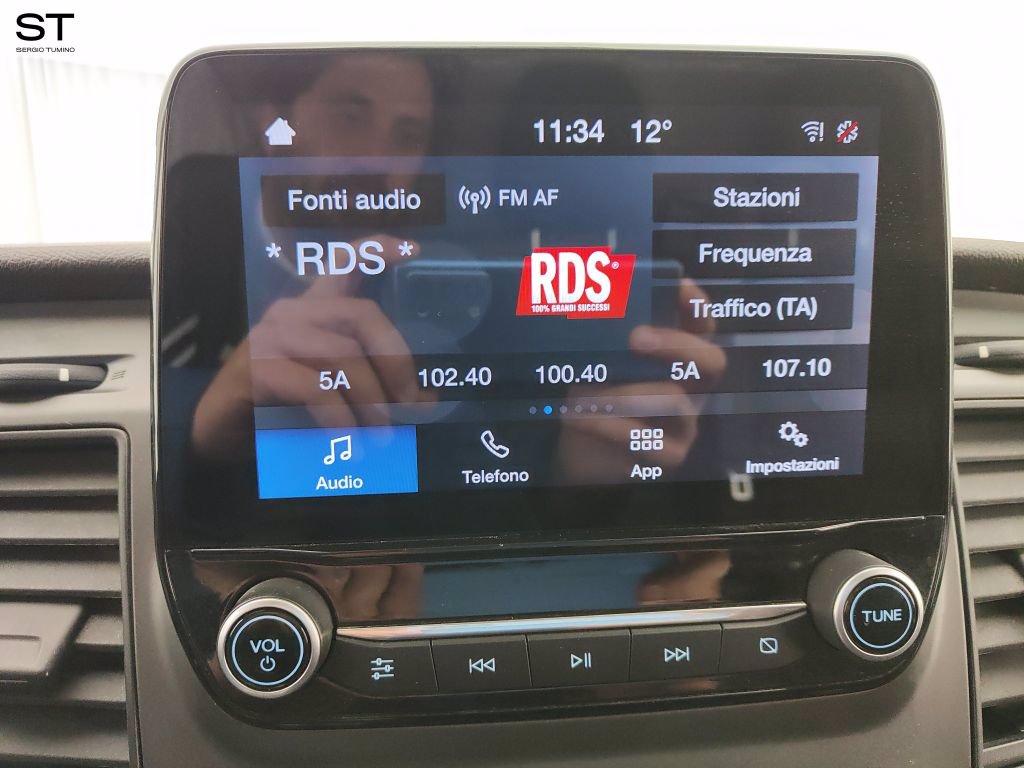 ST
SERGIO TUMINO
11:34 12°
Fonti audio
FM AF
Stazioni
* RDS *
RDS®
100% GRANDI SUCCESSI
Frequenza
Traffico (TA)
5A 102.40 100.40 5A 107.10
Audio Telefono App Impostazioni
VOL
TUNE